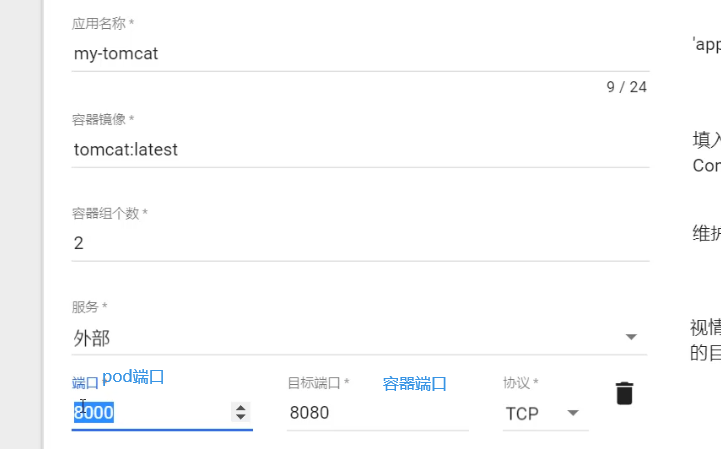 应用名称 *
my-tomcat
'app
9 / 24
容器镜像 *
tomcat:latest
填入
Con
容器组个数 *
2
维护
服务 *
外部
视情
的目
端口 * pod端口
目标端口 * 容器端口
协议 *
8000
8080
TCP